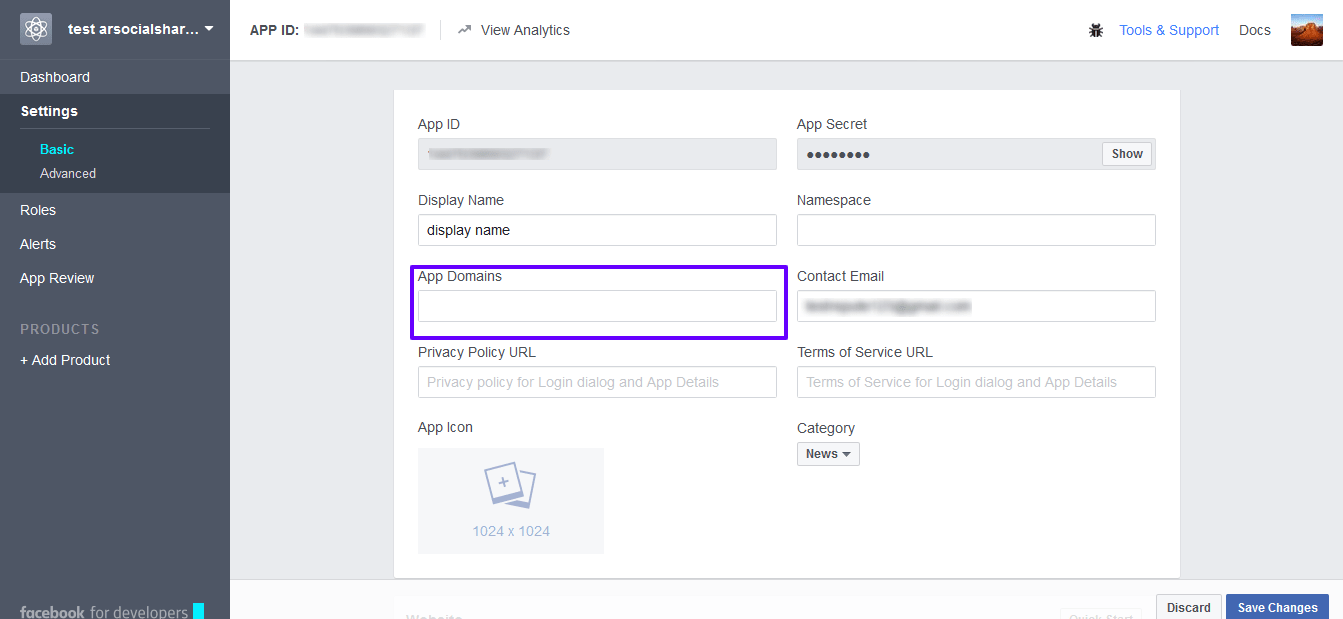 test arsocialshar...
APP ID:
View Analytics
Tools & Support
Docs
Dashboard
Settings
Basic
Advanced
Roles
Alerts
App Review
PRODUCTS
+ Add Product
facebook for developers
App ID
App Secret
●●●●●●●●
Show
Display Name
Namespace
display name
App Domains
Contact Email
Privacy Policy URL
Terms of Service URL
Privacy policy for Login dialog and App Details
Terms of Service for Login dialog and App Details
App Icon
Category
News
1024 x 1024
Website
Quick Start
Discard
Save Changes